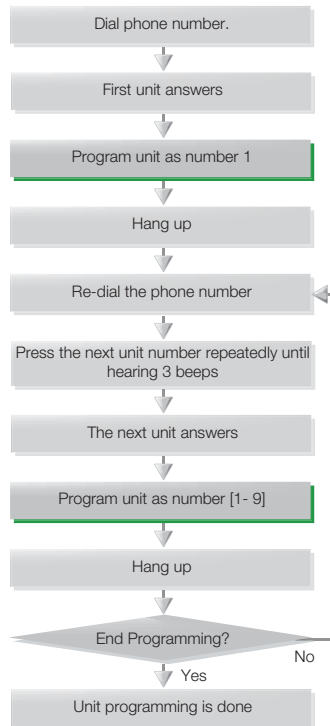 Dial phone number.
First unit answers
Program unit as number 1
Hang up
Re-dial the phone number
Press the next unit number repeatedly until
hearing 3 beeps
The next unit answers
Program unit as number [1- 9]
Hang up
End Programming?
No
Yes
Unit programming is done